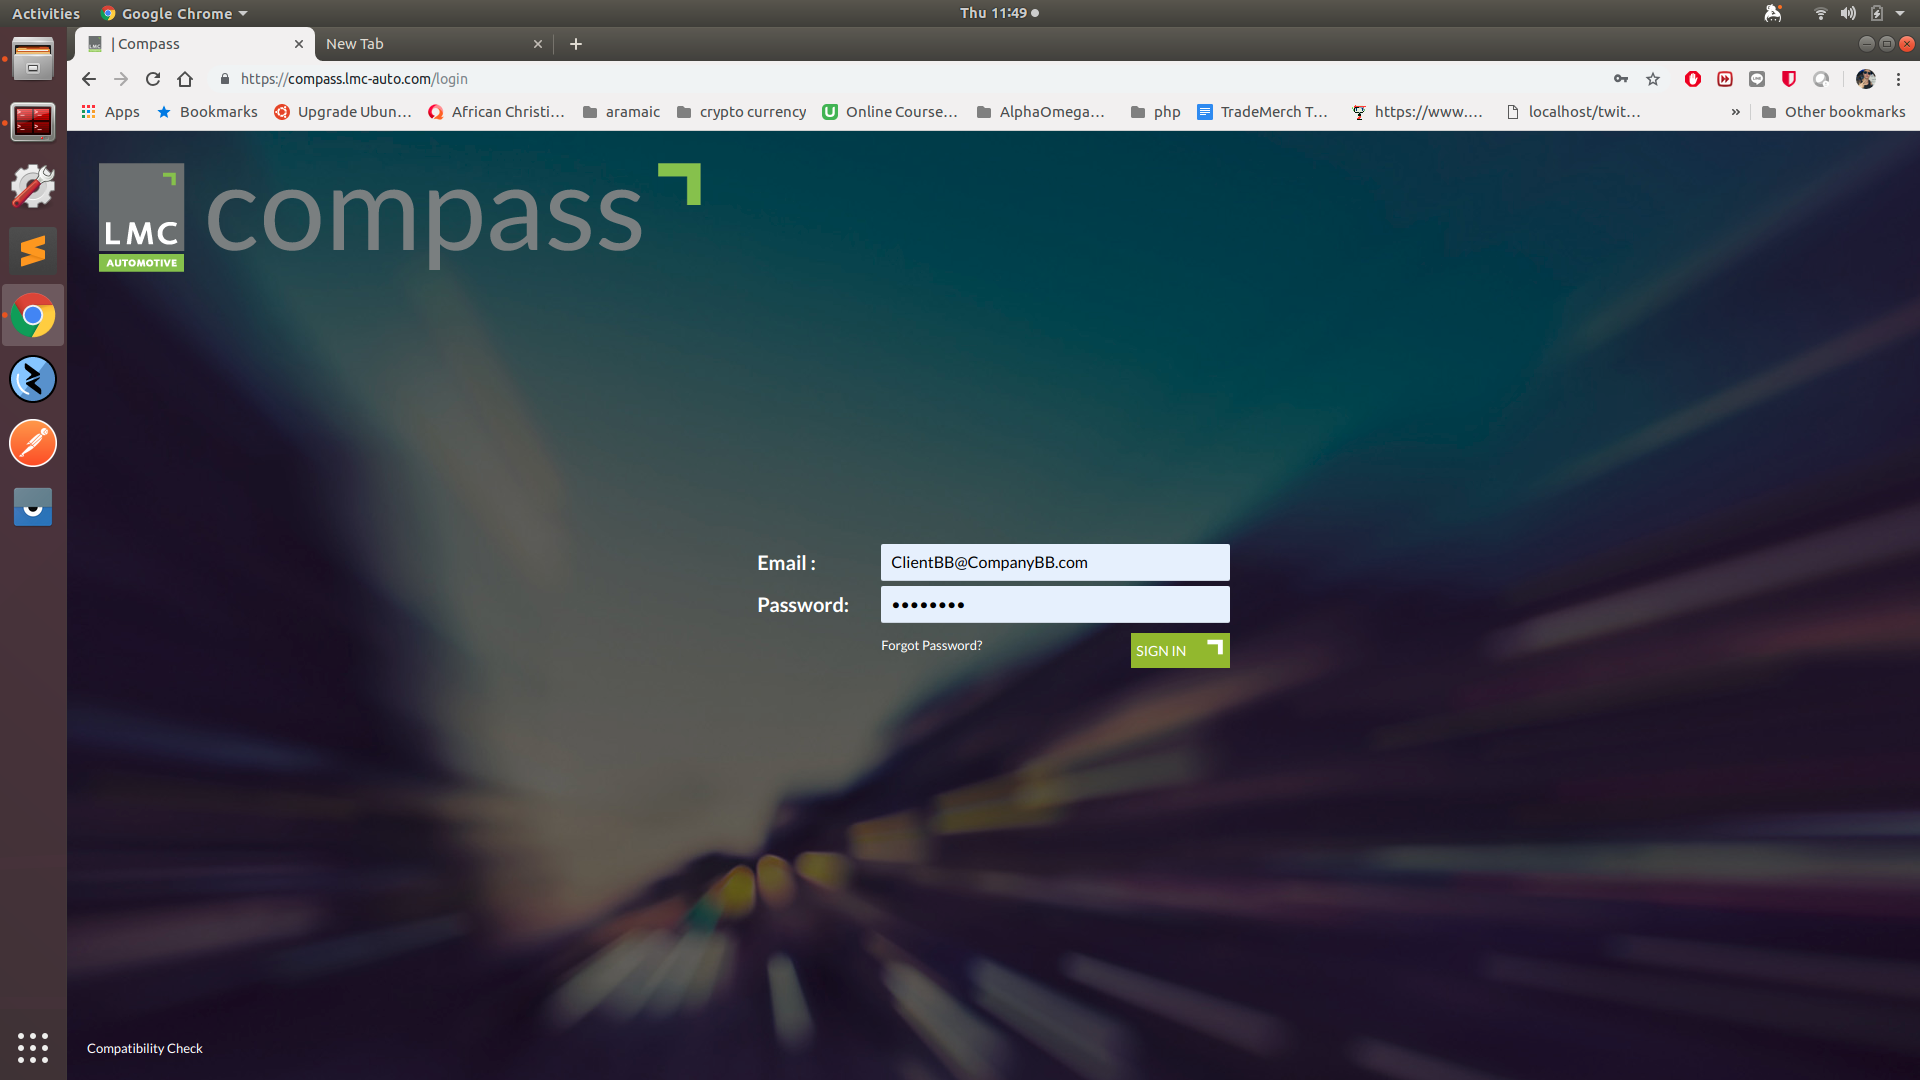 Activities Google Chrome Thu 11:49
| Compass New Tab
https://compass.lmc-auto.com/login
Apps Bookmarks Upgrade Ubun... African Christi... aramaic crypto currency Online Course... AlphaOmega... php TradeMerch T... https://www.... localhost/twit... » Other bookmarks
LMC
AUTOMOTIVE
compass
Email : ClientBB@CompanyBB.com
Password: ••••••••
Forgot Password? SIGN IN
Compatibility Check